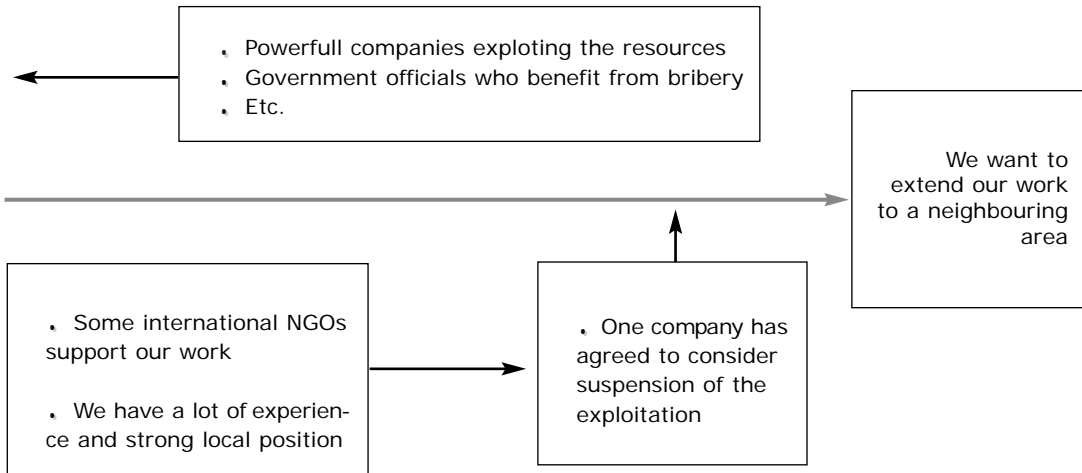 . Powerfull companies exploting the resources
. Government officials who benefit from bribery
. Etc.
We want to
extend our work
to a neighbouring
area
. Some international NGOs
support our work
. We have a lot of experien-
ce and strong local position
. One company has
agreed to consider
suspension of the
exploitation